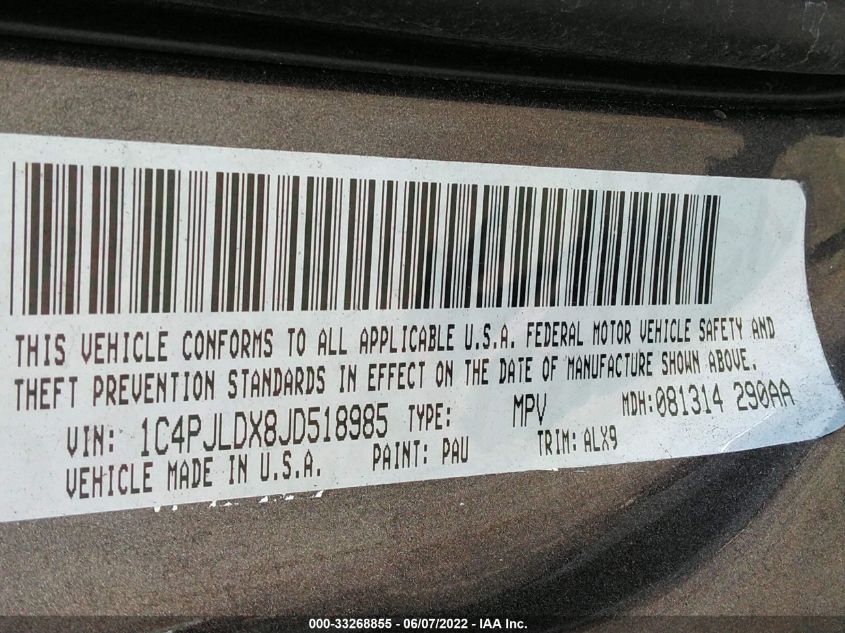 THIS VEHICLE CONFORMS TO ALL APPLICABLE U.S.A. FEDERAL MOTOR VEHICLE SAFETY AND
THEFT PREVENTION STANDARDS IN EFFECT ON THE DATE OF MANUFACTURE SHOWN ABOVE.
VIN: 1C4PJLDX8JD518985 TYPE: MPV MDH:081314 290AA
VEHICLE MADE IN U.S.A. PAINT: PAU TRIM: ALX9
000-33268855 - 06/07/2022 - IAA Inc.